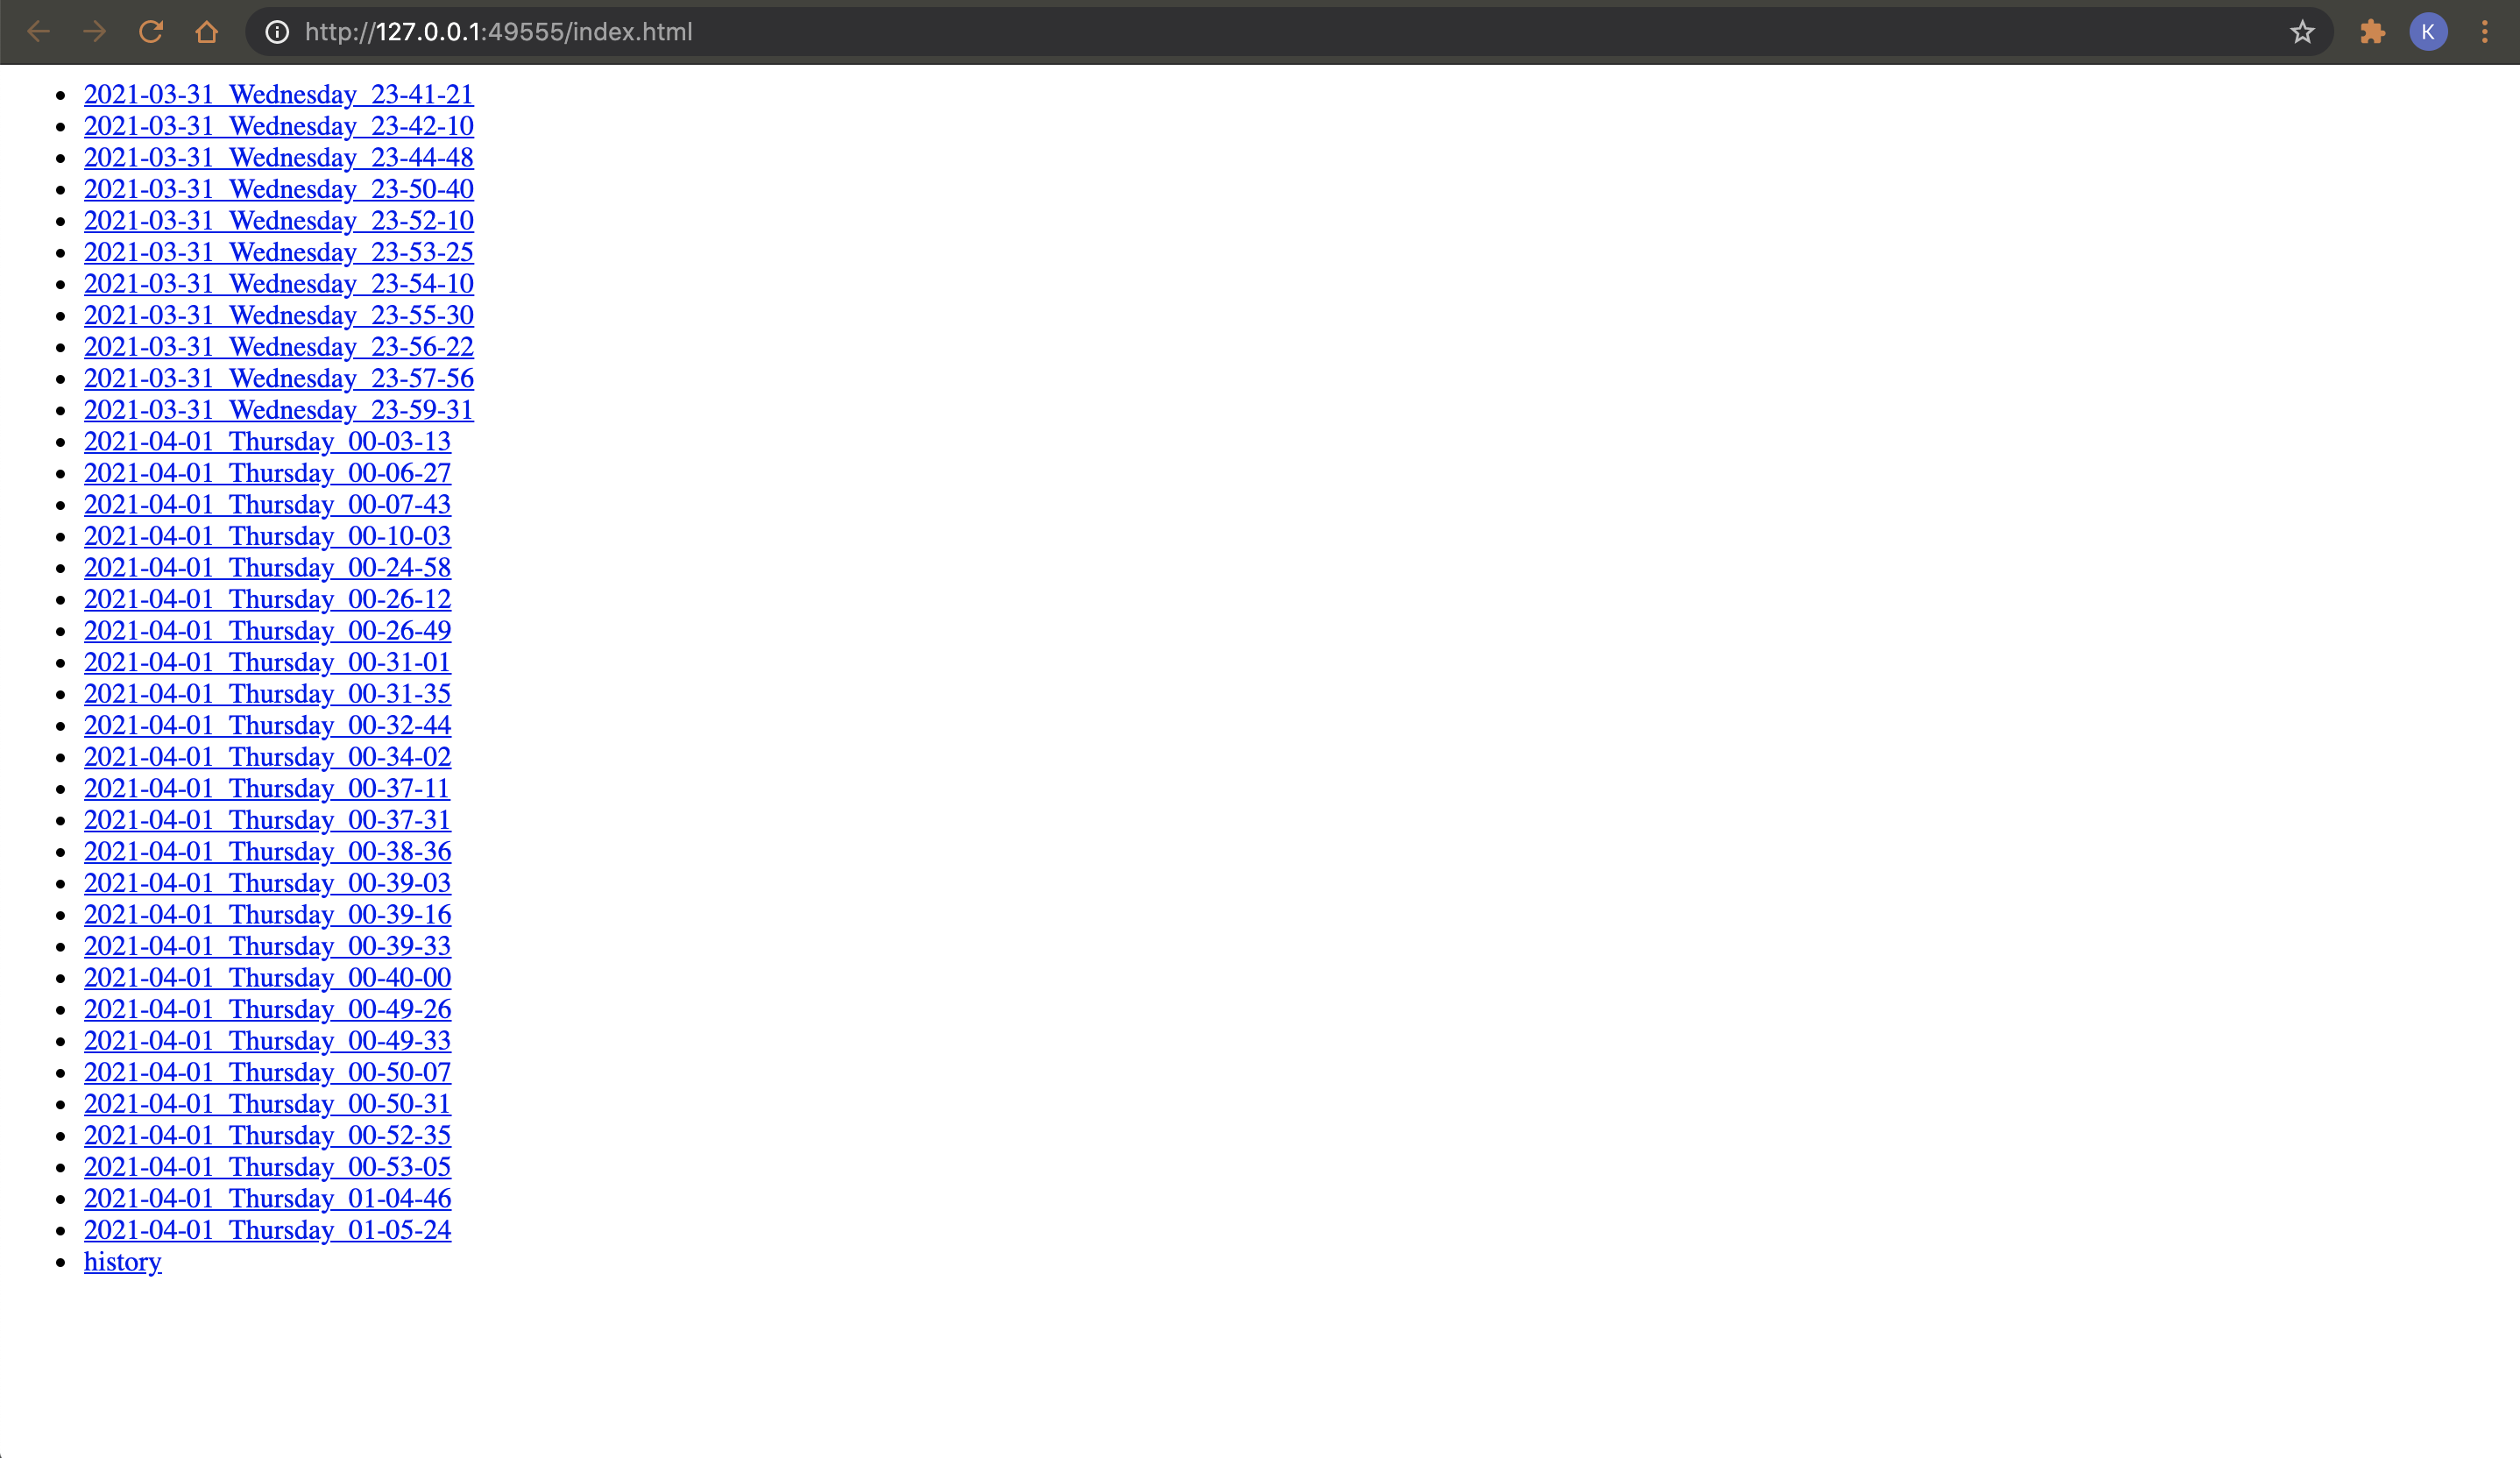 http://127.0.0.1:49555/index.html
K
2021-03-31_Wednesday_23-41-21
2021-03-31_Wednesday_23-42-10
2021-03-31_Wednesday_23-44-48
2021-03-31_Wednesday_23-50-40
2021-03-31_Wednesday_23-52-10
2021-03-31_Wednesday_23-53-25
2021-03-31_Wednesday_23-54-10
2021-03-31_Wednesday_23-55-30
2021-03-31_Wednesday_23-56-22
2021-03-31_Wednesday_23-57-56
2021-03-31_Wednesday_23-59-31
2021-04-01_Thursday_00-03-13
2021-04-01_Thursday_00-06-27
2021-04-01_Thursday_00-07-43
2021-04-01_Thursday_00-10-03
2021-04-01_Thursday_00-24-58
2021-04-01_Thursday_00-26-12
2021-04-01_Thursday_00-26-49
2021-04-01_Thursday_00-31-01
2021-04-01_Thursday_00-31-35
2021-04-01_Thursday_00-32-44
2021-04-01_Thursday_00-34-02
2021-04-01_Thursday_00-37-11
2021-04-01_Thursday_00-37-31
2021-04-01_Thursday_00-38-36
2021-04-01_Thursday_00-39-03
2021-04-01_Thursday_00-39-16
2021-04-01_Thursday_00-39-33
2021-04-01_Thursday_00-40-00
2021-04-01_Thursday_00-49-26
2021-04-01_Thursday_00-49-33
2021-04-01_Thursday_00-50-07
2021-04-01_Thursday_00-50-31
2021-04-01_Thursday_00-52-35
2021-04-01_Thursday_00-53-05
2021-04-01_Thursday_01-04-46
2021-04-01_Thursday_01-05-24
history